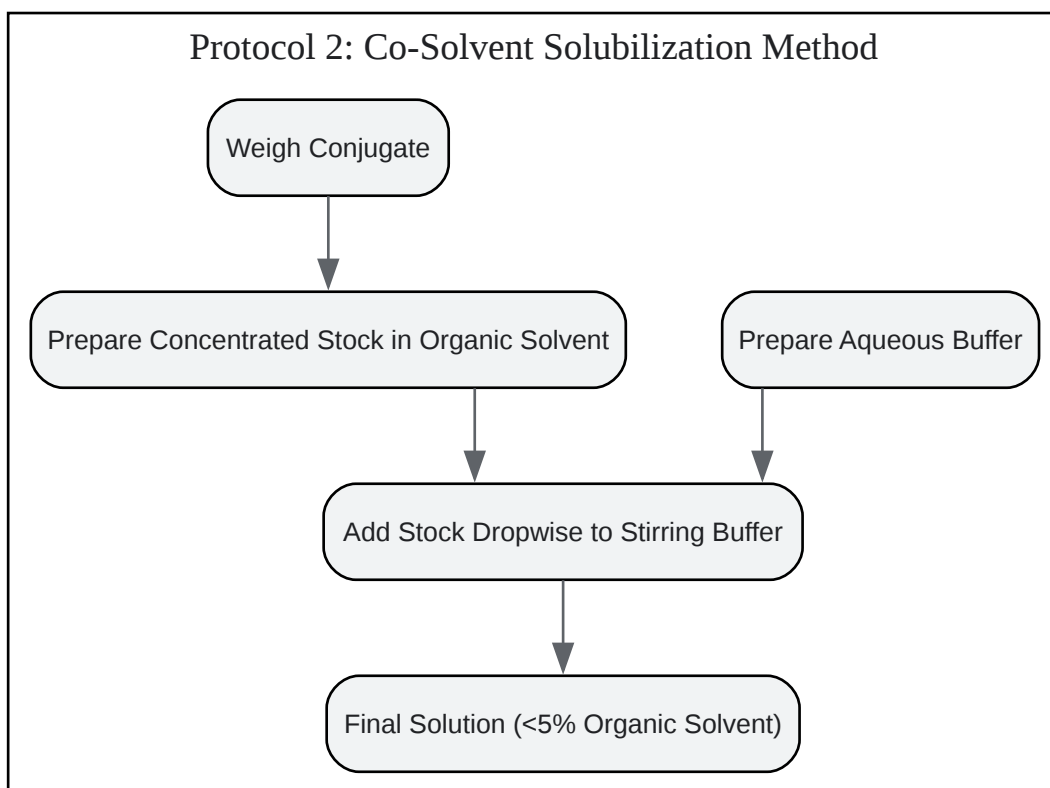 Protocol 2: Co-Solvent Solubilization Method
Weigh Conjugate
Prepare Concentrated Stock in Organic Solvent
Prepare Aqueous Buffer
Add Stock Dropwise to Stirring Buffer
Final Solution (<5% Organic Solvent)